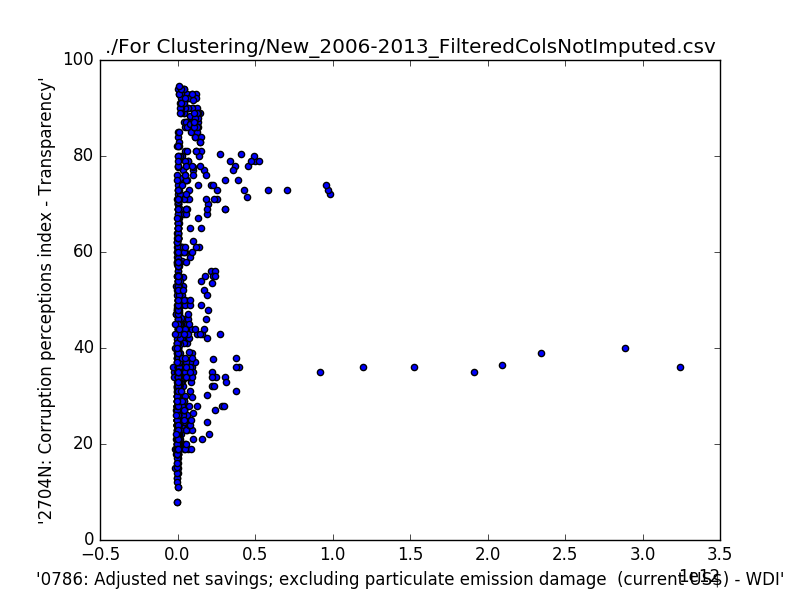 ./For Clustering/New_2006-2013_FilteredColsNotImputed.csv
100
80
60
40
20
0
'2704N: Corruption perceptions index - Transparency'
−0.5 0.0 0.5 1.0 1.5 2.0 2.5 3.0 3.5
1e12
'0786: Adjusted net savings; excluding particulate emission damage  (current US$) - WDI'